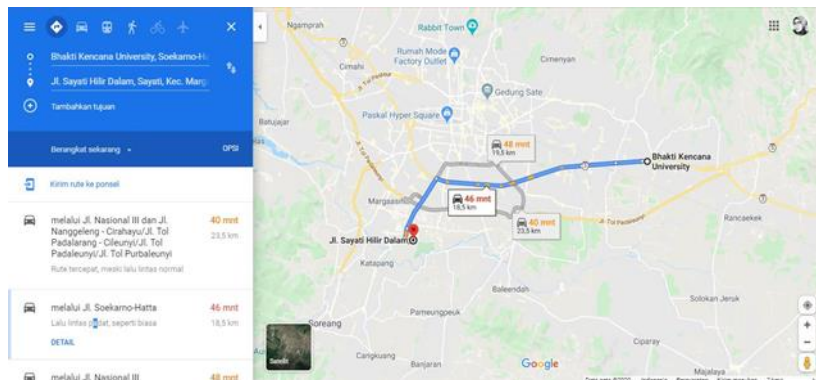 Bhakti Kencana University, Soekarno-H
Jl. Sayati Hilir Dalam, Sayati, Kec. Marg
Tambahkan tujuan
Berangkat sekarang
OPSI
Kirim rute ke ponsel
melalui Jl. Nasional III dan Jl.
Nanggeleng - Cirahayu/Jl. Tol
Padalarang - Cileunyi/Jl. Tol
Padaleunyi/Jl. Tol Purbaleunyi
40 mnt
23,5 km
Rute tercepat, meski lalu lintas normal
melalui Jl. Soekarno-Hatta
46 mnt
Lalu lintas padat, seperti biasa
18,5 km
DETAIL
melalui Jl. Nasional III
48 mnt
Ngamprah
Rabbit Town
Rumah Mode
Factory Outlet
Cimahi
Cimenyan
Jl. Tol
Gedung Sate
Batujajar
Paskal Hyper Square
48 mnt
19,5 km
Bhakti Kencana
University
46 mnt
18,5 km
Margaasih
40 mnt
23,5 km
Rancaekek
Jl. Sayati Hilir Dalam
Katapang
Baleendah
Solokan Jeruk
Pameungpeuk
Soreang
Ciparay
Satelit
Cangkuang
Banjaran
Google
Majalaya